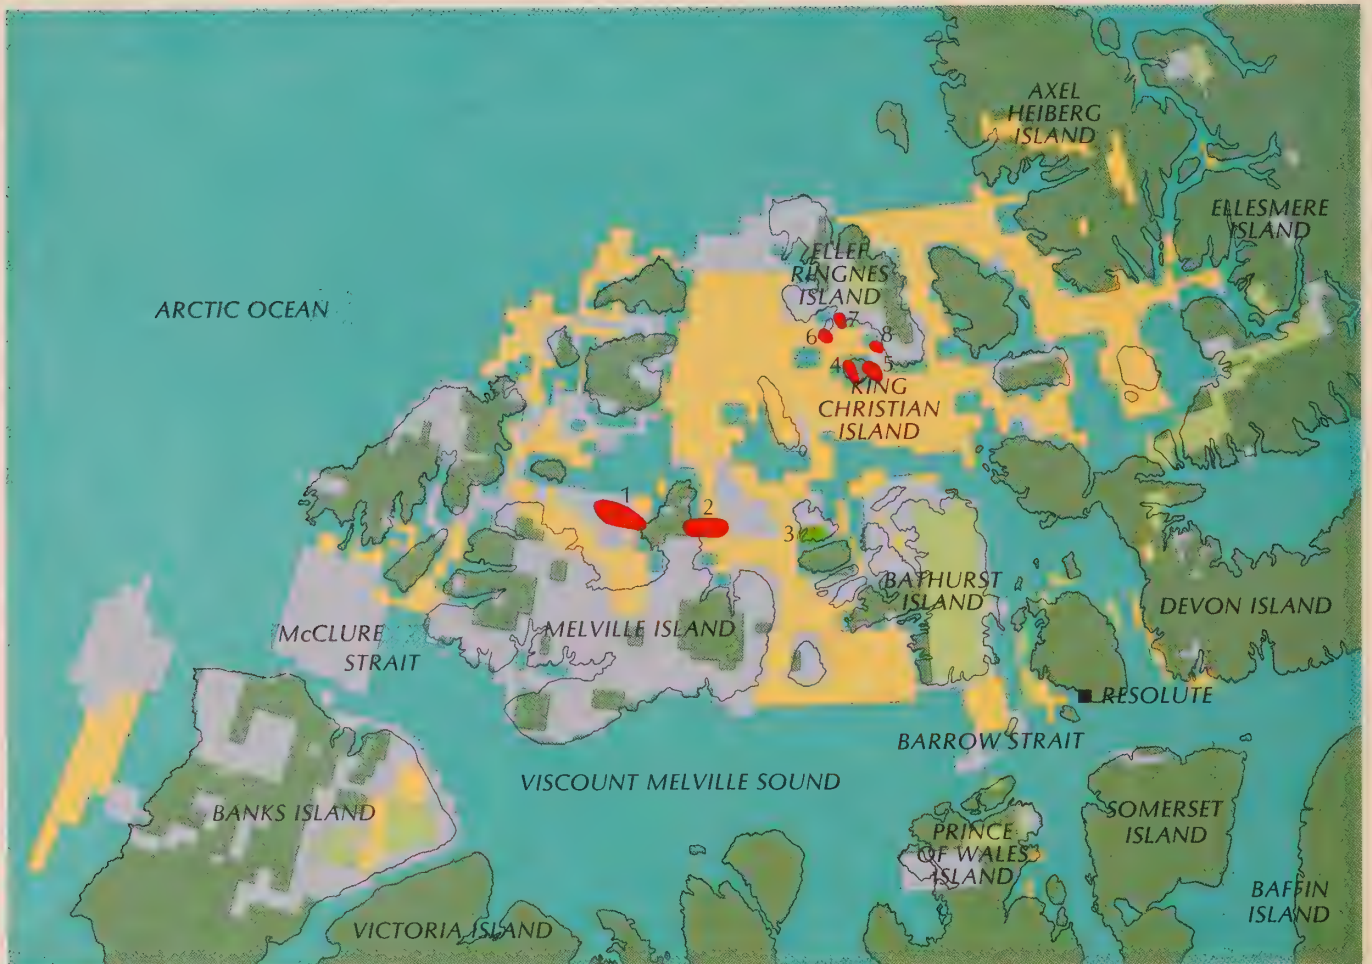 AXEL
HEIBERG
ISLAND
ELLESMERE
ISLAND
ELLEF
RINGNES
ISLAND
ARCTIC OCEAN
7
6
8
4
5
KING
CHRISTIAN
ISLAND
1
2
3
BATHURST
ISLAND
DEVON ISLAND
McCLURE
STRAIT
MELVILLE ISLAND
RESOLUTE
BARROW STRAIT
VISCOUNT MELVILLE SOUND
BANKS ISLAND
SOMERSET
ISLAND
PRINCE
OF WALES
ISLAND
BAFFIN
ISLAND
VICTORIA ISLAND